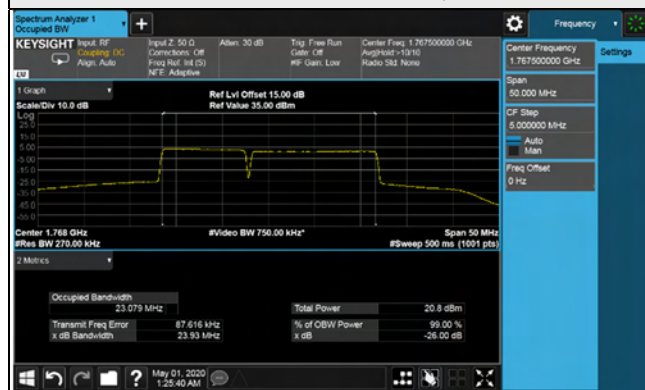 Spectrum Analyzer 1
Occupied BW
Frequency
KEYSIGHT Input: RF
Coupling: DC
Align: Auto
Input Z: 50 Ω
Corrections: Off
Freq Ref: Int (S)
NFE: Adaptive
Atten: 30 dB
Trig: Free Run
Gate: Off
#IF Gain: Low
Center Freq: 1.767500000 GHz
Avg|Hold:>10/10
Radio Std: None
LXI
Center Frequency
1.767500000 GHz
Settings
Span
50.000 MHz
CF Step
5.000000 MHz
Auto
Man
Freq Offset
0 Hz
1 Graph
Scale/Div 10.0 dB
Ref Lvl Offset 15.00 dB
Ref Value 35.00 dBm
Log
25.0
15.0
5.00
-5.00
-15.0
-25.0
-35.0
-45.0
-55.0
Center 1.768 GHz
#Res BW 270.00 kHz
#Video BW 750.00 kHz*
Span 50 MHz
#Sweep 500 ms (1001 pts)
2 Metrics
Occupied Bandwidth
23.079 MHz
Total Power 20.8 dBm
Transmit Freq Error 87.616 kHz
% of OBW Power 99.00 %
x dB Bandwidth 23.93 MHz
x dB -26.00 dB
?
May 01, 2020
1:25:40 AM